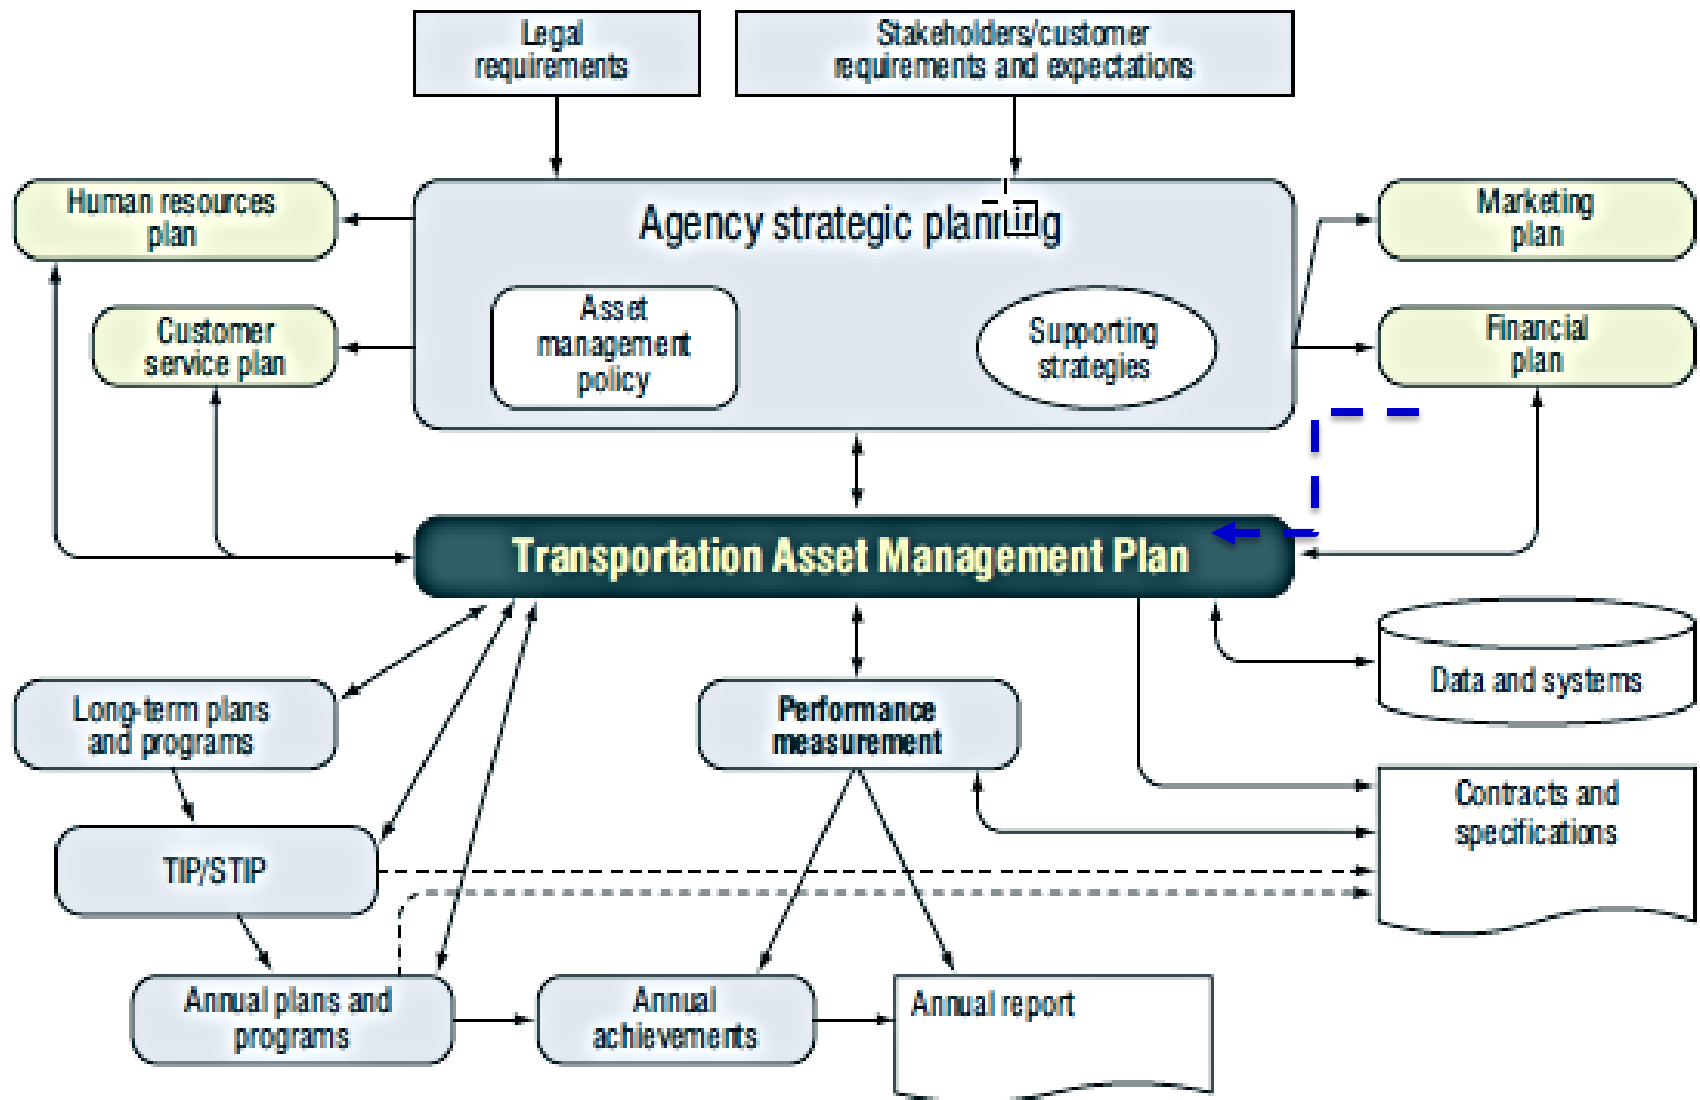 Legal
requirements
Stakeholders/customer
requirements and expectations
Human resources
plan
Agency strategic planning
Marketing
plan
Customer
service plan
Asset
management
policy
Supporting
strategies
Financial
plan
Transportation Asset Management Plan
Long-term plans
and programs
Performance
measurement
Data and systems
Contracts and
specifications
TIP/STIP
Annual plans and
programs
Annual
achievements
Annual report